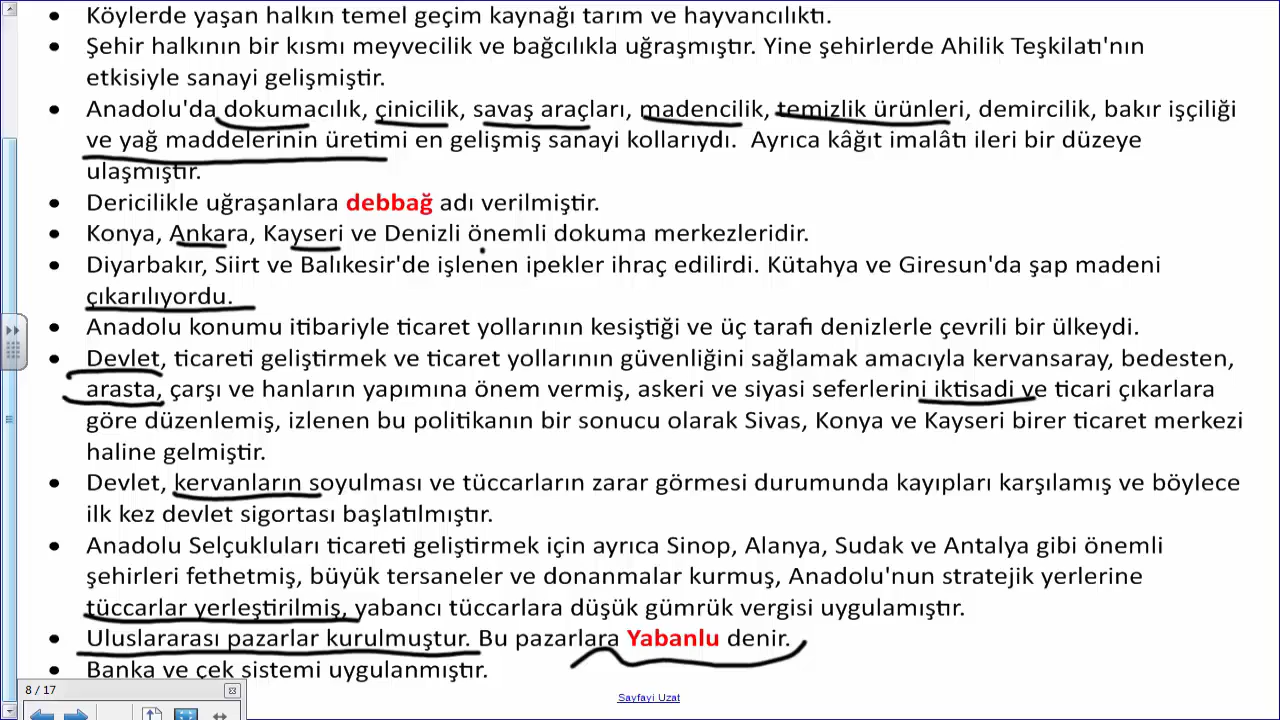 • Köylerde yaşan halkın temel geçim kaynağı tarım ve hayvancılıktı.
• Şehir halkının bir kısmı meyvecilik ve bağcılıkla uğraşmıştır. Yine şehirlerde Ahilik Teşkilatı'nın
etkisiyle sanayi gelişmiştir.
• Anadolu'da dokumacılık, çinicilik, savaş araçları, madencilik, temizlik ürünleri, demircilik, bakır işçiliği
ve yağ maddelerinin üretimi en gelişmiş sanayi kollarıydı. Ayrıca kâğıt imalâtı ileri bir düzeye
ulaşmıştır.
• Dericilikle uğraşanlara debbağ adı verilmiştir.
• Konya, Ankara, Kayseri ve Denizli önemli dokuma merkezleridir.
• Diyarbakır, Siirt ve Balıkesir'de işlenen ipekler ihraç edilirdi. Kütahya ve Giresun'da şap madeni
çıkarılıyordu.
• Anadolu konumu itibariyle ticaret yollarının kesiştiği ve üç tarafı denizlerle çevrili bir ülkeydi.
• Devlet, ticareti geliştirmek ve ticaret yollarının güvenliğini sağlamak amacıyla kervansaray, bedesten,
arasta, çarşı ve hanların yapımına önem vermiş, askeri ve siyasi seferlerini iktisadi ve ticari çıkarlara
göre düzenlemiş, izlenen bu politikanın bir sonucu olarak Sivas, Konya ve Kayseri birer ticaret merkezi
haline gelmiştir.
• Devlet, kervanların soyulması ve tüccarların zarar görmesi durumunda kayıpları karşılamış ve böylece
ilk kez devlet sigortası başlatılmıştır.
• Anadolu Selçukluları ticareti geliştirmek için ayrıca Sinop, Alanya, Sudak ve Antalya gibi önemli
şehirleri fethetmiş, büyük tersaneler ve donanmalar kurmuş, Anadolu'nun stratejik yerlerine
tüccarlar yerleştirilmiş, yabancı tüccarlara düşük gümrük vergisi uygulamıştır.
• Uluslararası pazarlar kurulmuştur. Bu pazarlara Yabanlu denir.
• Banka ve çek sistemi uygulanmıştır.
8 / 17
Sayfayi Uzat